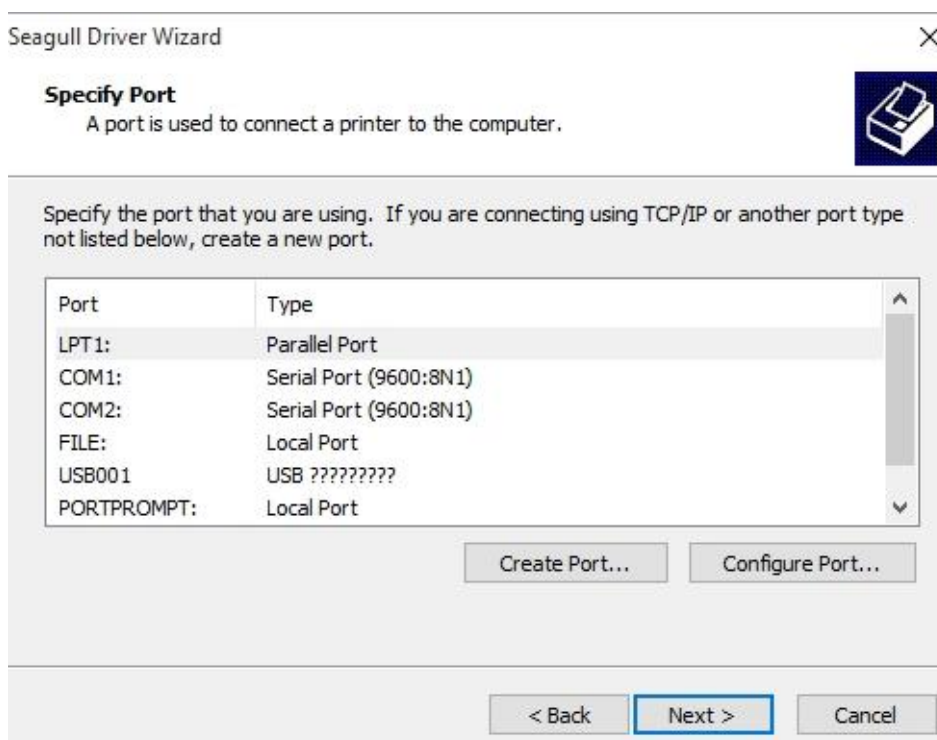 Seagull Driver Wizard
Specify Port
A port is used to connect a printer to the computer.
Specify the port that you are using. If you are connecting using TCP/IP or another port type
not listed below, create a new port.
Port Type
LPT1: Parallel Port
COM1: Serial Port (9600:8N1)
COM2: Serial Port (9600:8N1)
FILE: Local Port
USB001 USB ?????????
PORTPROMPT: Local Port
Create Port... Configure Port...
< Back Next > Cancel